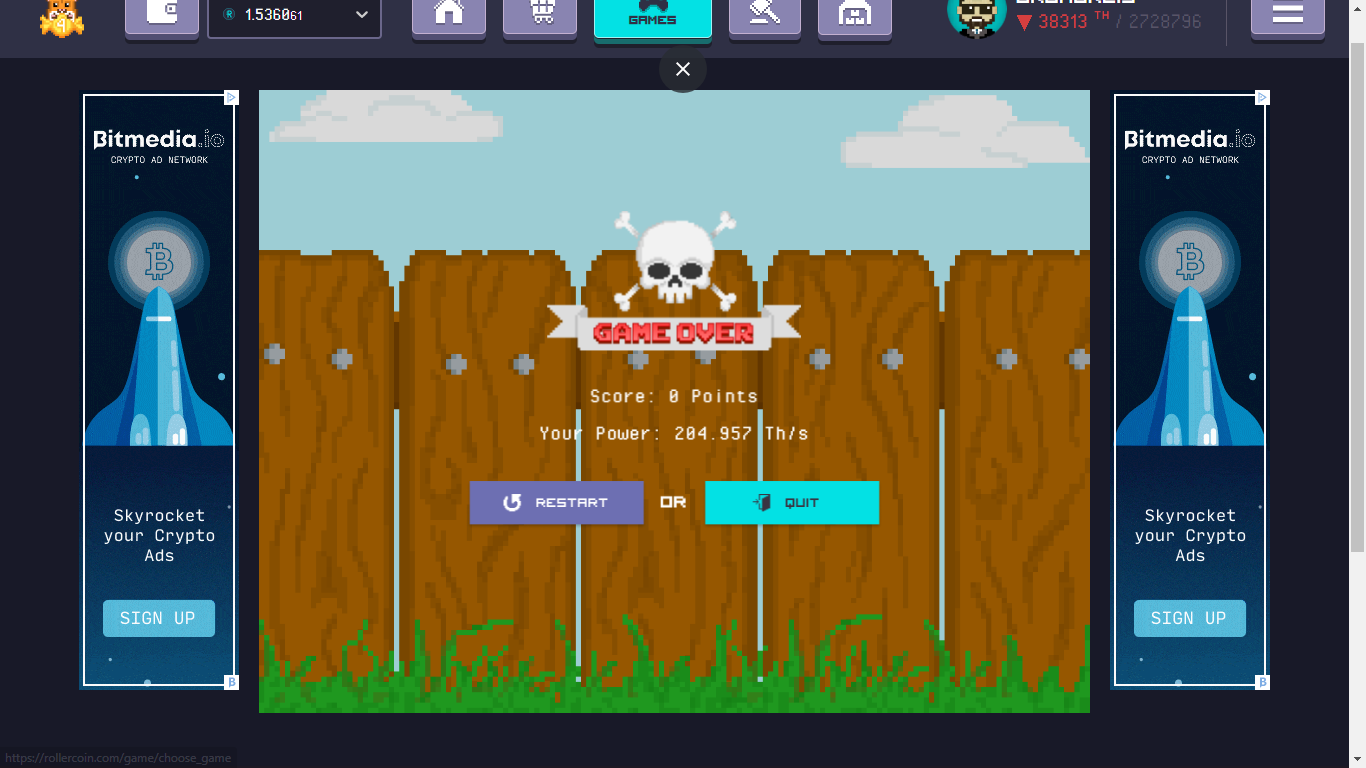 1.536061
GAMES
38313 TH / 2728796
4
Bitmedia.io
CRYPTO AD NETWORK
Skyrocket
your Crypto
Ads
SIGN UP
GAME OVER
Score: 0 Points
Your Power: 204.957 Th/s
RESTART OR QUIT
Bitmedia.io
CRYPTO AD NETWORK
Skyrocket
your Crypto
Ads
SIGN UP
https://rollercoin.com/game/choose_game